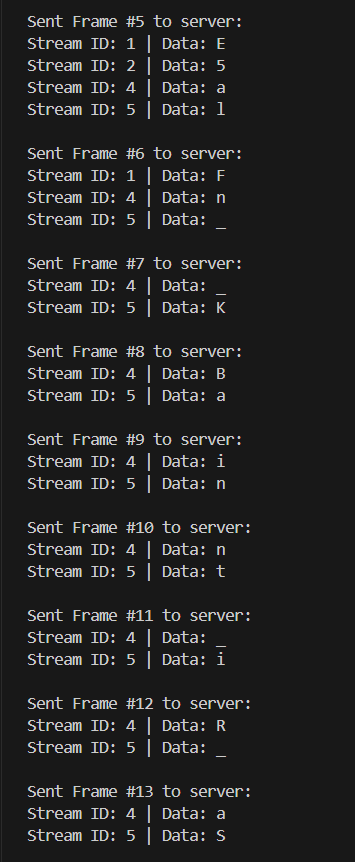 Sent Frame #5 to server:
Stream ID: 1 | Data: E
Stream ID: 2 | Data: 5
Stream ID: 4 | Data: a
Stream ID: 5 | Data: l
Sent Frame #6 to server:
Stream ID: 1 | Data: F
Stream ID: 4 | Data: n
Stream ID: 5 | Data: _
Sent Frame #7 to server:
Stream ID: 4 | Data: _
Stream ID: 5 | Data: K
Sent Frame #8 to server:
Stream ID: 4 | Data: B
Stream ID: 5 | Data: a
Sent Frame #9 to server:
Stream ID: 4 | Data: i
Stream ID: 5 | Data: n
Sent Frame #10 to server:
Stream ID: 4 | Data: n
Stream ID: 5 | Data: t
Sent Frame #11 to server:
Stream ID: 4 | Data: _
Stream ID: 5 | Data: i
Sent Frame #12 to server:
Stream ID: 4 | Data: R
Stream ID: 5 | Data: _
Sent Frame #13 to server:
Stream ID: 4 | Data: a
Stream ID: 5 | Data: S